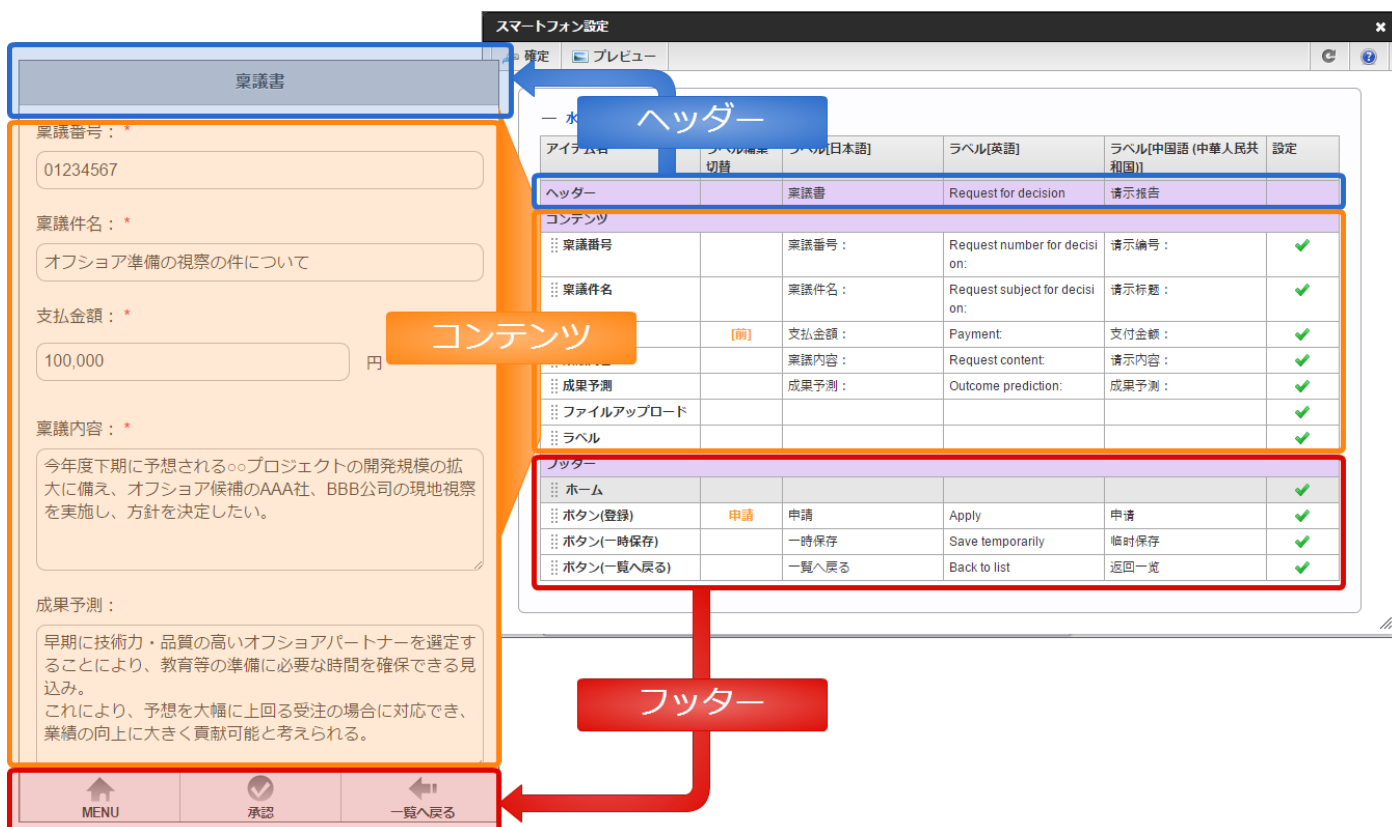 スマートフォン設定
確定 プレビュー
稟議書
稟議番号： *
01234567
稟議件名： *
オフショア準備の視察の件について
支払金額： *
100,000 円
稟議内容： *
今年度下期に予想される○○プロジェクトの開発規模の拡
大に備え、オフショア候補のAAA社、BBB公司の現地視察
を実施し、方針を決定したい。
成果予測：
早期に技術力・品質の高いオフショアパートナーを選定す
ることにより、教育等の準備に必要な時間を確保できる見
込み。
これにより、予想を大幅に上回る受注の場合に対応でき、
業績の向上に大きく貢献可能と考えられる。
MENU 承認 一覧へ戻る
ヘッダー
コンテンツ
フッター
アイテム名 ラベル編集切替 ラベル[日本語] ラベル[英語] ラベル[中国語 (中華人民共和国)] 設定
ヘッダー 稟議書 Request for decision 请示报告
コンテンツ
稟議番号 稟議番号： Request number for decision: 请示编号：
稟議件名 稟議件名： Request subject for decision: 请示标题：
[前] 支払金額： Payment: 支付金额：
稟議内容： Request content: 请示内容：
成果予測 成果予測： Outcome prediction: 成果予测：
ファイルアップロード
ラベル
フッター
ホーム
ボタン(登録) 申請 申請 Apply 申请
ボタン(一時保存) 一時保存 Save temporarily 临时保存
ボタン(一覧へ戻る) 一覧へ戻る Back to list 返回一览